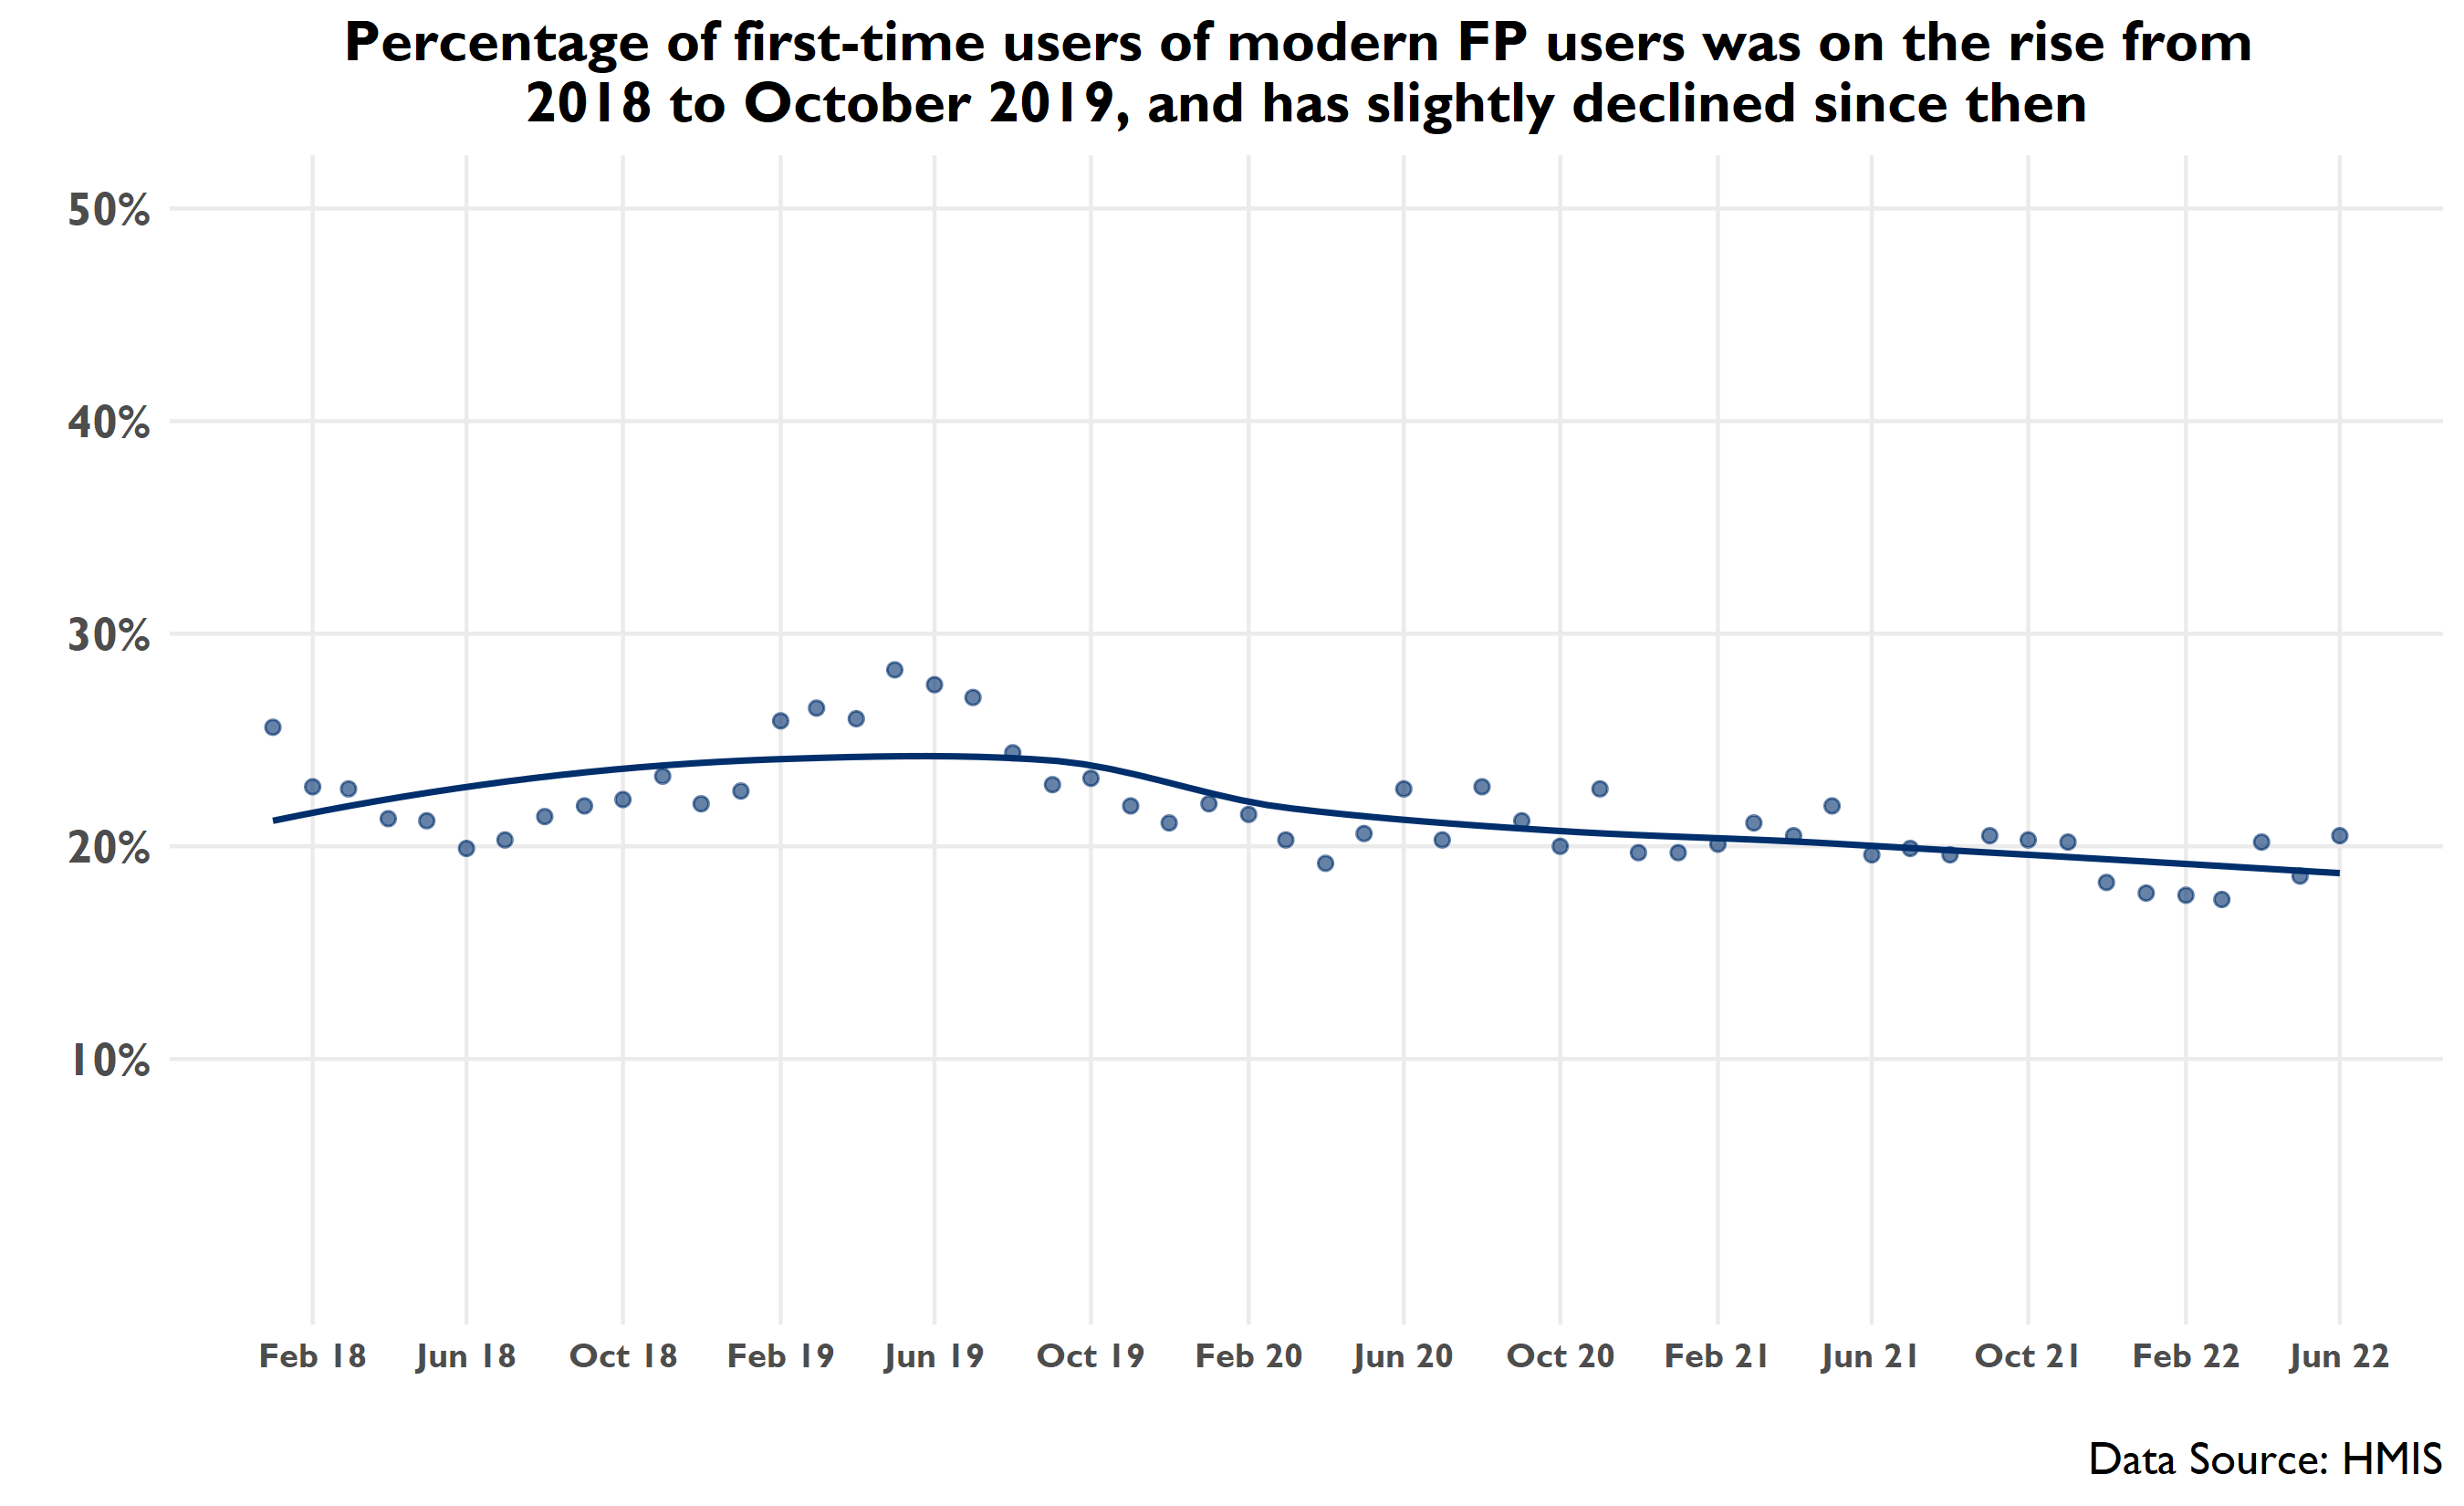 Percentage of first-time users of modern FP users was on the rise from
2018 to October 2019, and has slightly declined since then
50%
40%
30%
20%
10%
Feb 18 Jun 18 Oct 18 Feb 19 Jun 19 Oct 19 Feb 20 Jun 20 Oct 20 Feb 21 Jun 21 Oct 21 Feb 22 Jun 22
Data Source: HMIS